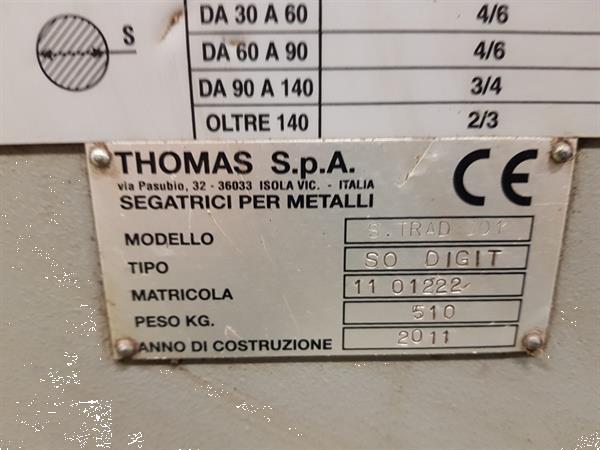 DA 30 A 60 4/6
S
DA 60 A 90 4/6
DA 90 A 140 3/4
OLTRE 140 2/3
THOMAS S.p.A. CE
via Pasubio, 32 - 36033 ISOLA VIC. - ITALIA
SEGATRICI PER METALLI
MODELLO S.TRAD
TIPO SO DIGIT
MATRICOLA 11 01222
PESO KG. 510
ANNO DI COSTRUZIONE 2011